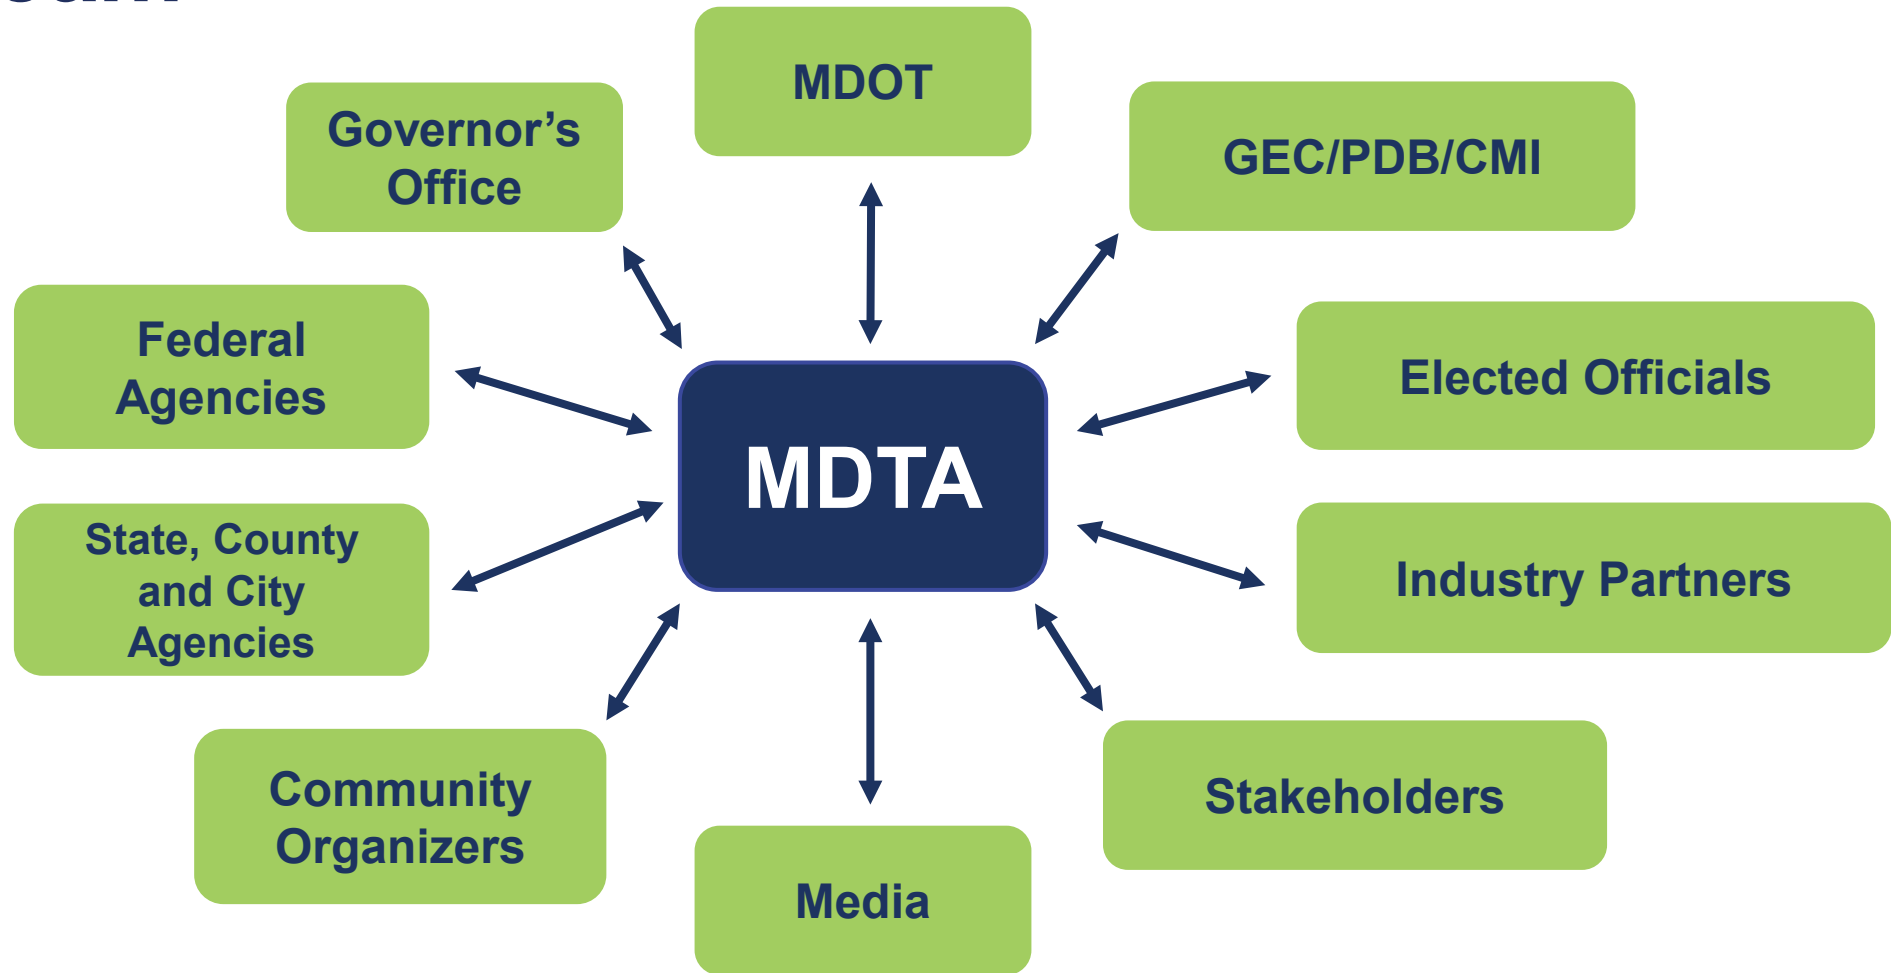 MDOT
Governor’s
Office
GEC/PDB/CMI
Federal
Agencies
Elected Officials
MDTA
State, County
and City
Agencies
Industry Partners
Community
Organizers
Stakeholders
Media